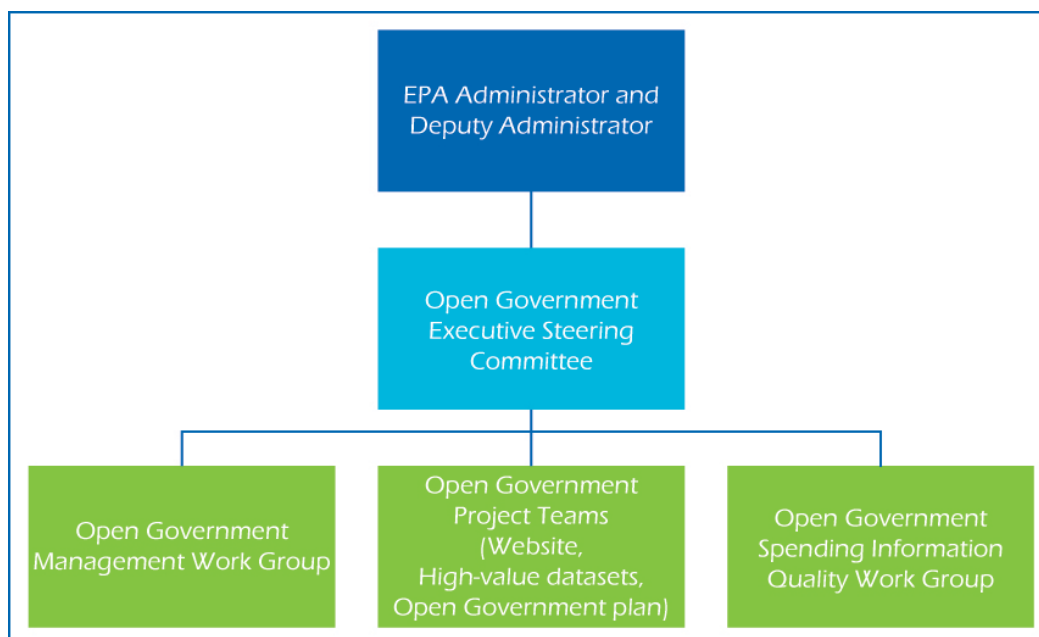 EPA Administrator and
Deputy Administrator
Open Government
Executive Steering
Committee
Open Government
Management Work Group
Open Government
Project Teams
(Website,
High-value datasets,
Open Government plan)
Open Government
Spending Information
Quality Work Group